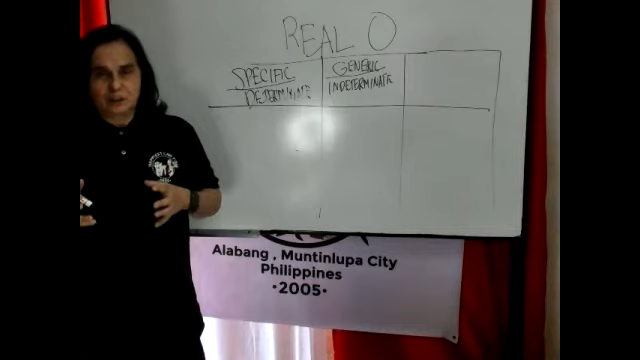 REAL O
SPECIFIC
DETERMINATE
GENERIC
INDETERMINATE
Alabang , Muntinlupa City
Philippines
•2005•